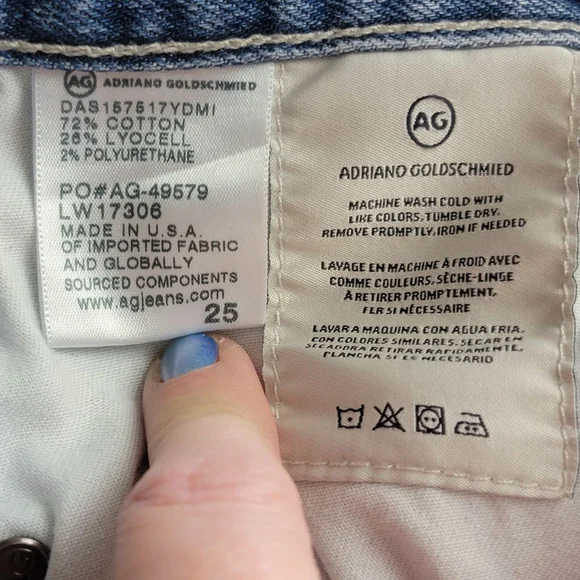 AG ADRIANO GOLDSCHMIED
DAS157517YDMI
72% COTTON
26% LYOCELL
2% POLYURETHANE
PO#AG-49579
LW17306
MADE IN U.S.A.
OF IMPORTED FABRIC
AND GLOBALLY
SOURCED COMPONENTS
www.agjeans.com
25
AG
ADRIANO GOLDSCHMIED
MACHINE WASH COLD WITH
LIKE COLORS, TUMBLE DRY.
REMOVE PROMPTLY, IRON IF NEEDED
LAVAGE EN MACHINE À FROID AVEC
COMME COULEURS, SÈCHE-LINGE
À RETIRER PROMPTEMENT,
FER SI NÉCESSAIRE
LAVAR A MAQUINA CON AGUA FRIA,
CON COLORES SIMILARES, SECAR EN
SECADORA RETIRAR RAPIDAMENTE,
PLANCHA SI ES NECESARIO